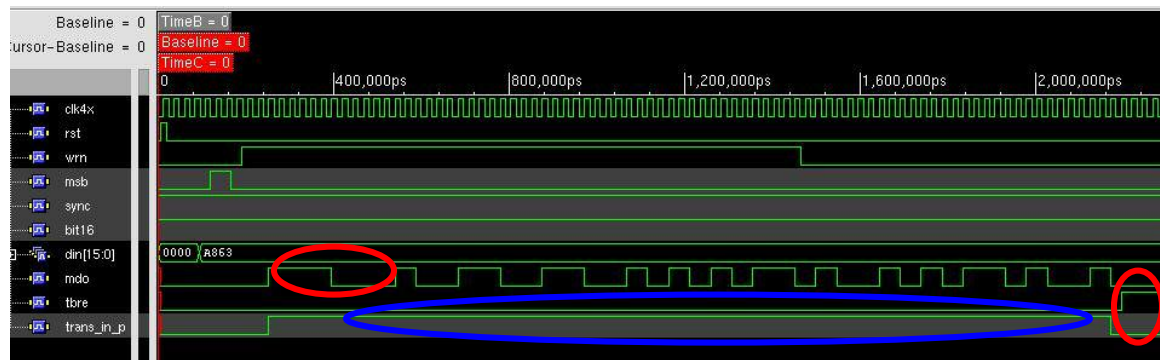 Baseline = 0
TimeB = 0
Cursor-Baseline = 0
Baseline = 0
TimeC = 0
0
400,000ps
800,000ps
1,200,000ps
1,600,000ps
2,000,000ps
clk4x
rst
wrn
msb
sync
bit16
din[15:0]
0000
A863
mdo
tbre
trans_in_p